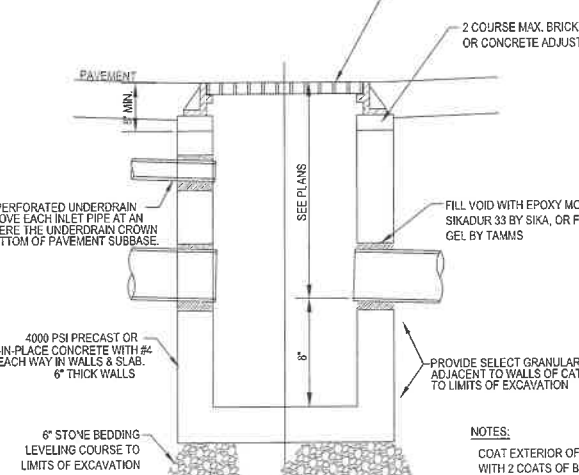 2 COURSE MAX. BRICK
OR CONCRETE ADJUST
PAVEMENT
6" MIN.
SEE PLANS
PERFORATED UNDERDRAIN
OVE EACH INLET PIPE AT AN
ERE THE UNDERDRAIN CROWN
TTOM OF PAVEMENT SUBBASE.
FILL VOID WITH EPOXY MO
SIKADUR 33 BY SIKA, OR F
GEL BY TAMMS
4000 PSI PRECAST OR
-IN-PLACE CONCRETE WITH #4
EACH WAY IN WALLS & SLAB.
6" THICK WALLS
8"
PROVIDE SELECT GRANULAR
ADJACENT TO WALLS OF CAT
TO LIMITS OF EXCAVATION
6" STONE BEDDING
LEVELING COURSE TO
LIMITS OF EXCAVATION
NOTES:
COAT EXTERIOR OF
WITH 2 COATS OF B